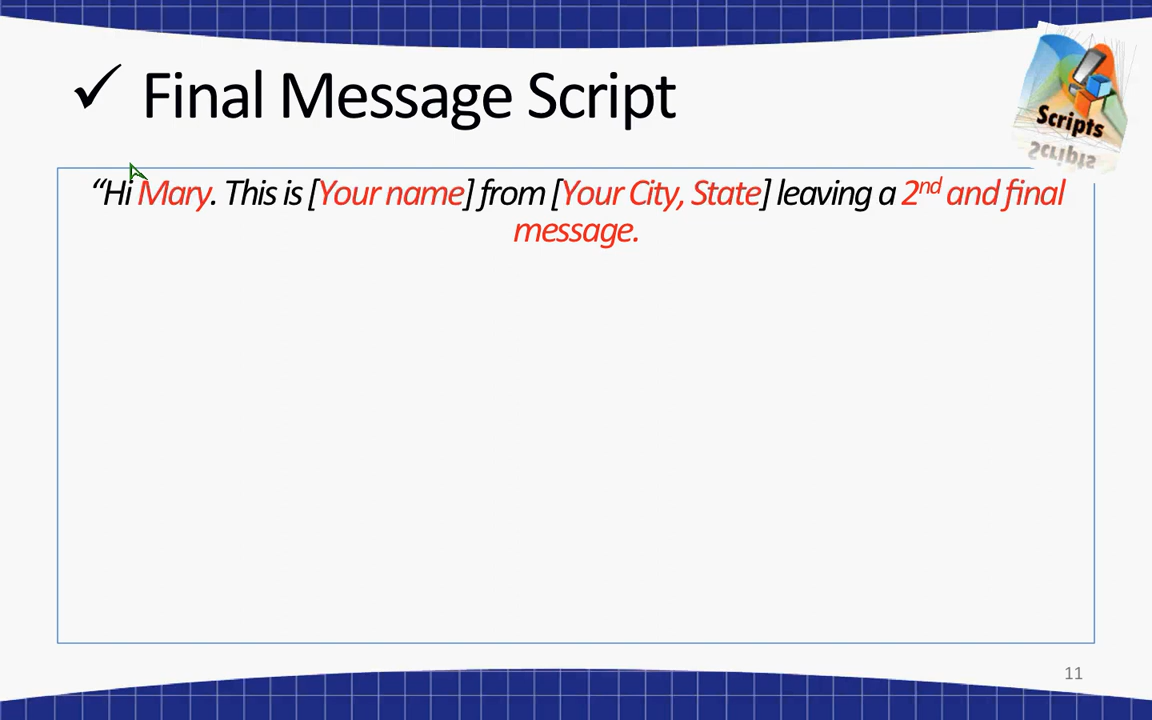 ✓ Final Message Script
Scripts
“Hi Mary. This is [Your name] from [Your City, State] leaving a 2nd and final
message.
11